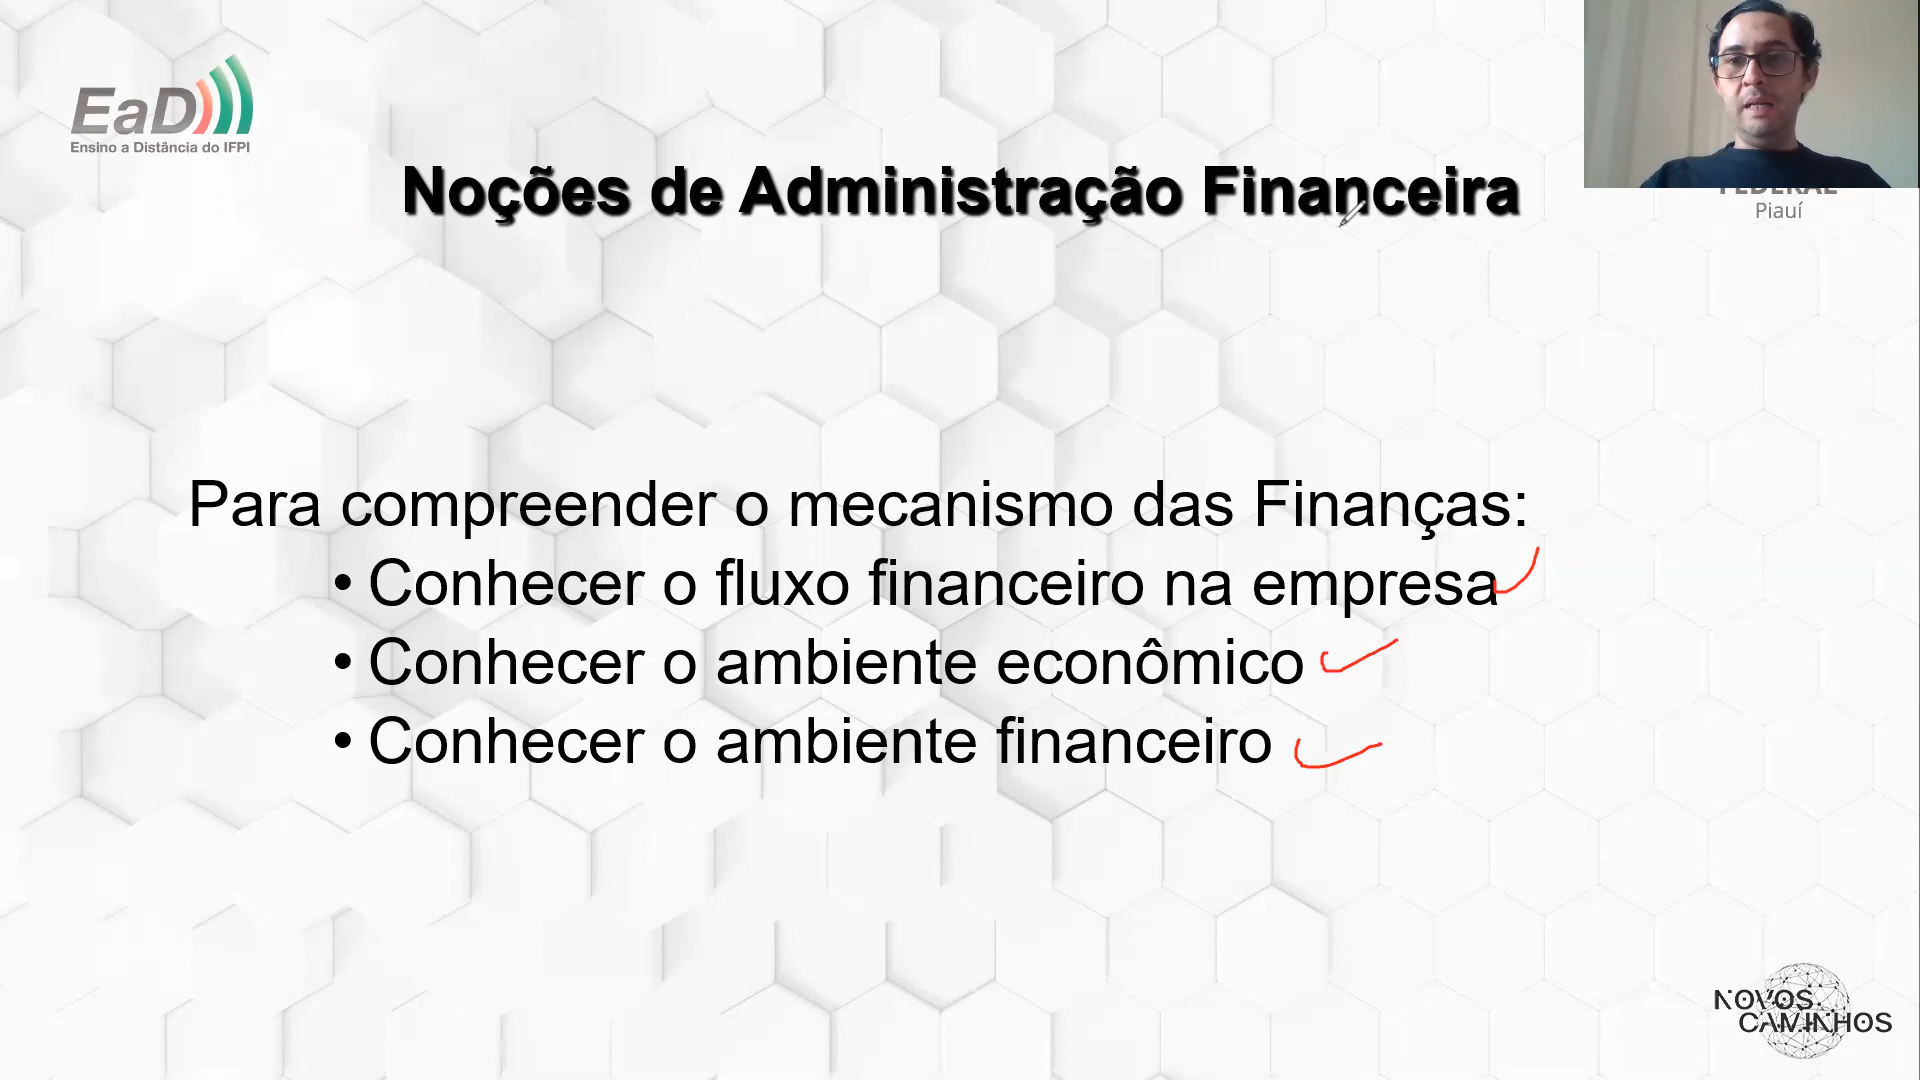 EaD
Ensino a Distância do IFPI
FEDERAL
Piauí
Noções de Administração Financeira
Para compreender o mecanismo das Finanças:
• Conhecer o fluxo financeiro na empresa
• Conhecer o ambiente econômico
• Conhecer o ambiente financeiro
NOVOS
CAMINHOS